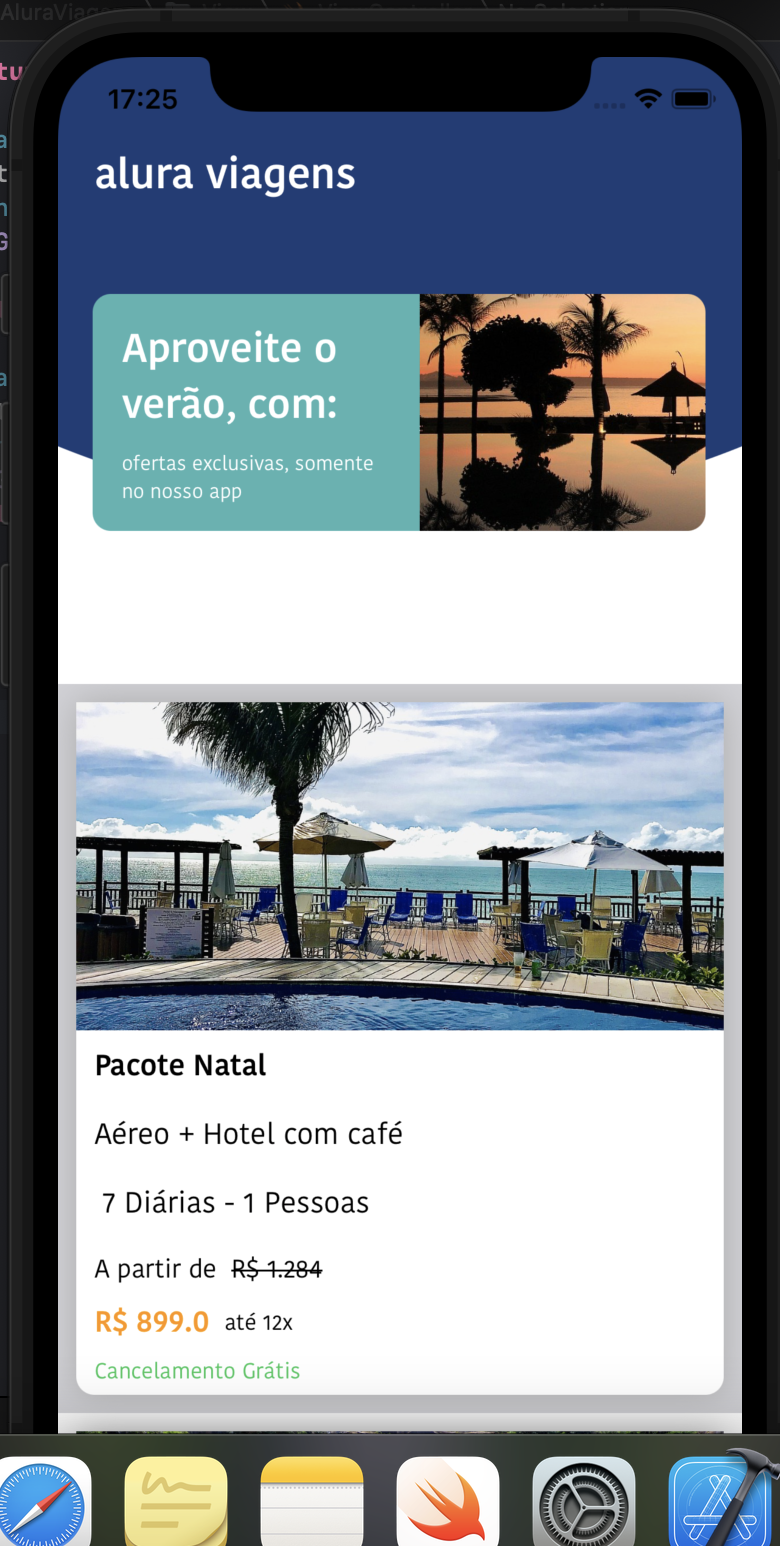 17:25
alura viagens
Aproveite o
verão, com:
ofertas exclusivas, somente
no nosso app
Pacote Natal
Aéreo + Hotel com café
7 Diárias - 1 Pessoas
A partir de R$ 1.284
R$ 899.0 até 12x
Cancelamento Grátis